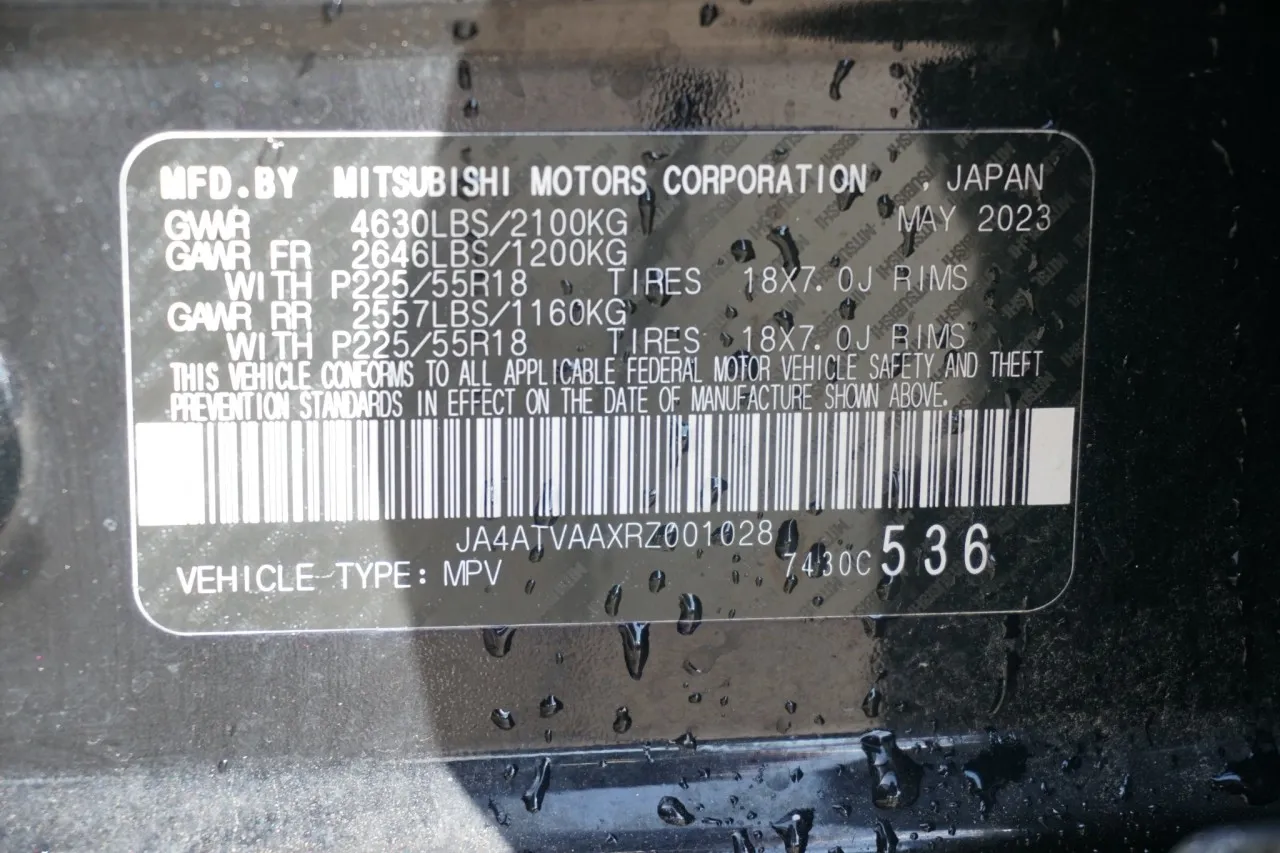 MFD.BY MITSUBISHI MOTORS CORPORATION , JAPAN
GVWR 4630LBS/2100KG MAY 2023
GAWR FR 2646LBS/1200KG
WITH P225/55R18 TIRES 18X7.0J RIMS
GAWR RR 2557LBS/1160KG
WITH P225/55R18 TIRES 18X7.0J RIMS
THIS VEHICLE CONFORMS TO ALL APPLICABLE FEDERAL MOTOR VEHICLE SAFETY AND THEFT
PREVENTION STANDARDS IN EFFECT ON THE DATE OF MANUFACTURE SHOWN ABOVE.
JA4ATVAAXRZ001028
VEHICLE TYPE: MPV 7430C 536